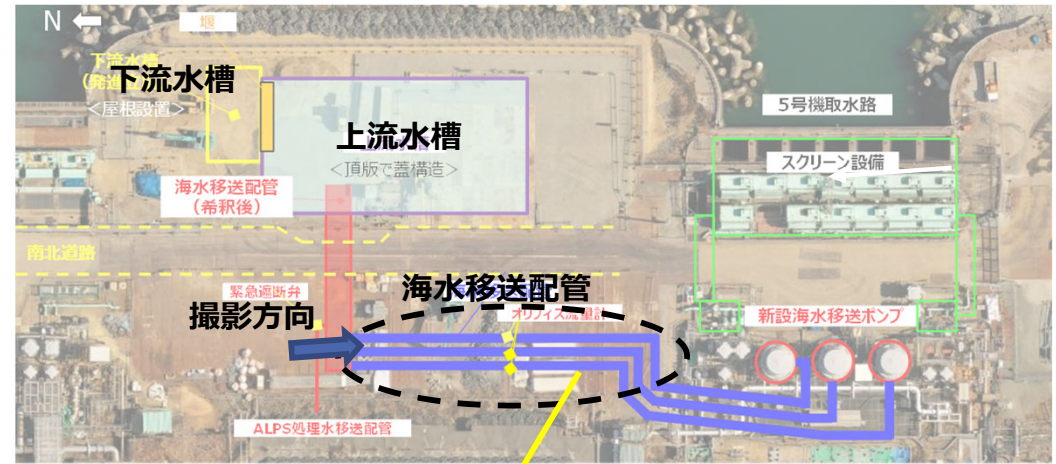 N
堰
下流水槽
(発進立
下流水槽
<屋根設置>
上流水槽
<頂版で蓋構造>
5号機取水路
スクリーン設備
海水移送配管
(希釈後)
南北道路
緊急遮断弁
海水移送配管
オリフィス流量計
撮影方向
新設海水移送ポンプ
ALPS処理水移送配管